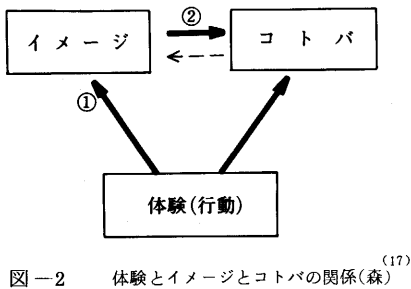 ②
イメージ
コトバ
①
体験(行動)
図－2 体験とイメージとコトバの関係(森)(17)